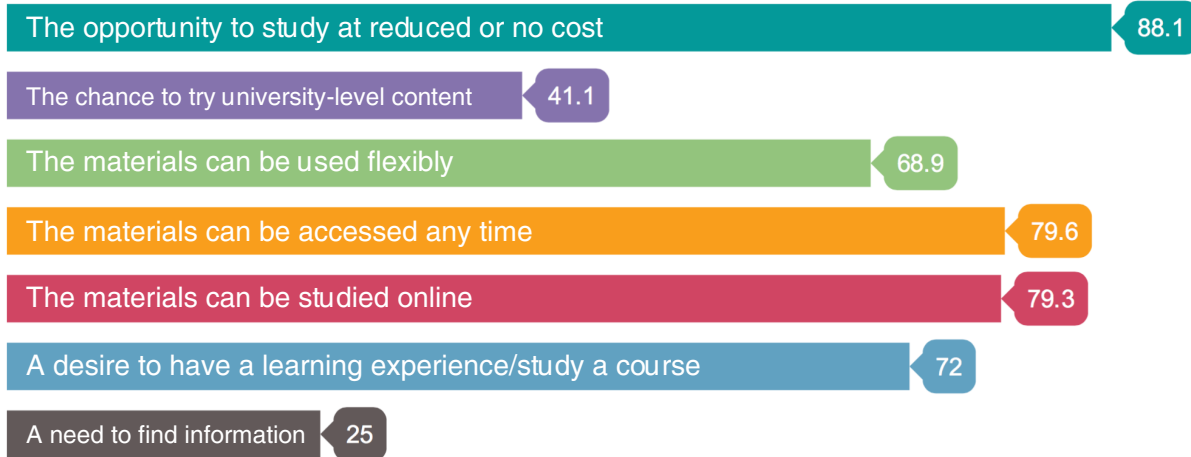 The opportunity to study at reduced or no cost 88.1
The chance to try university-level content 41.1
The materials can be used flexibly 68.9
The materials can be accessed any time 79.6
The materials can be studied online 79.3
A desire to have a learning experience/study a course 72
A need to find information 25